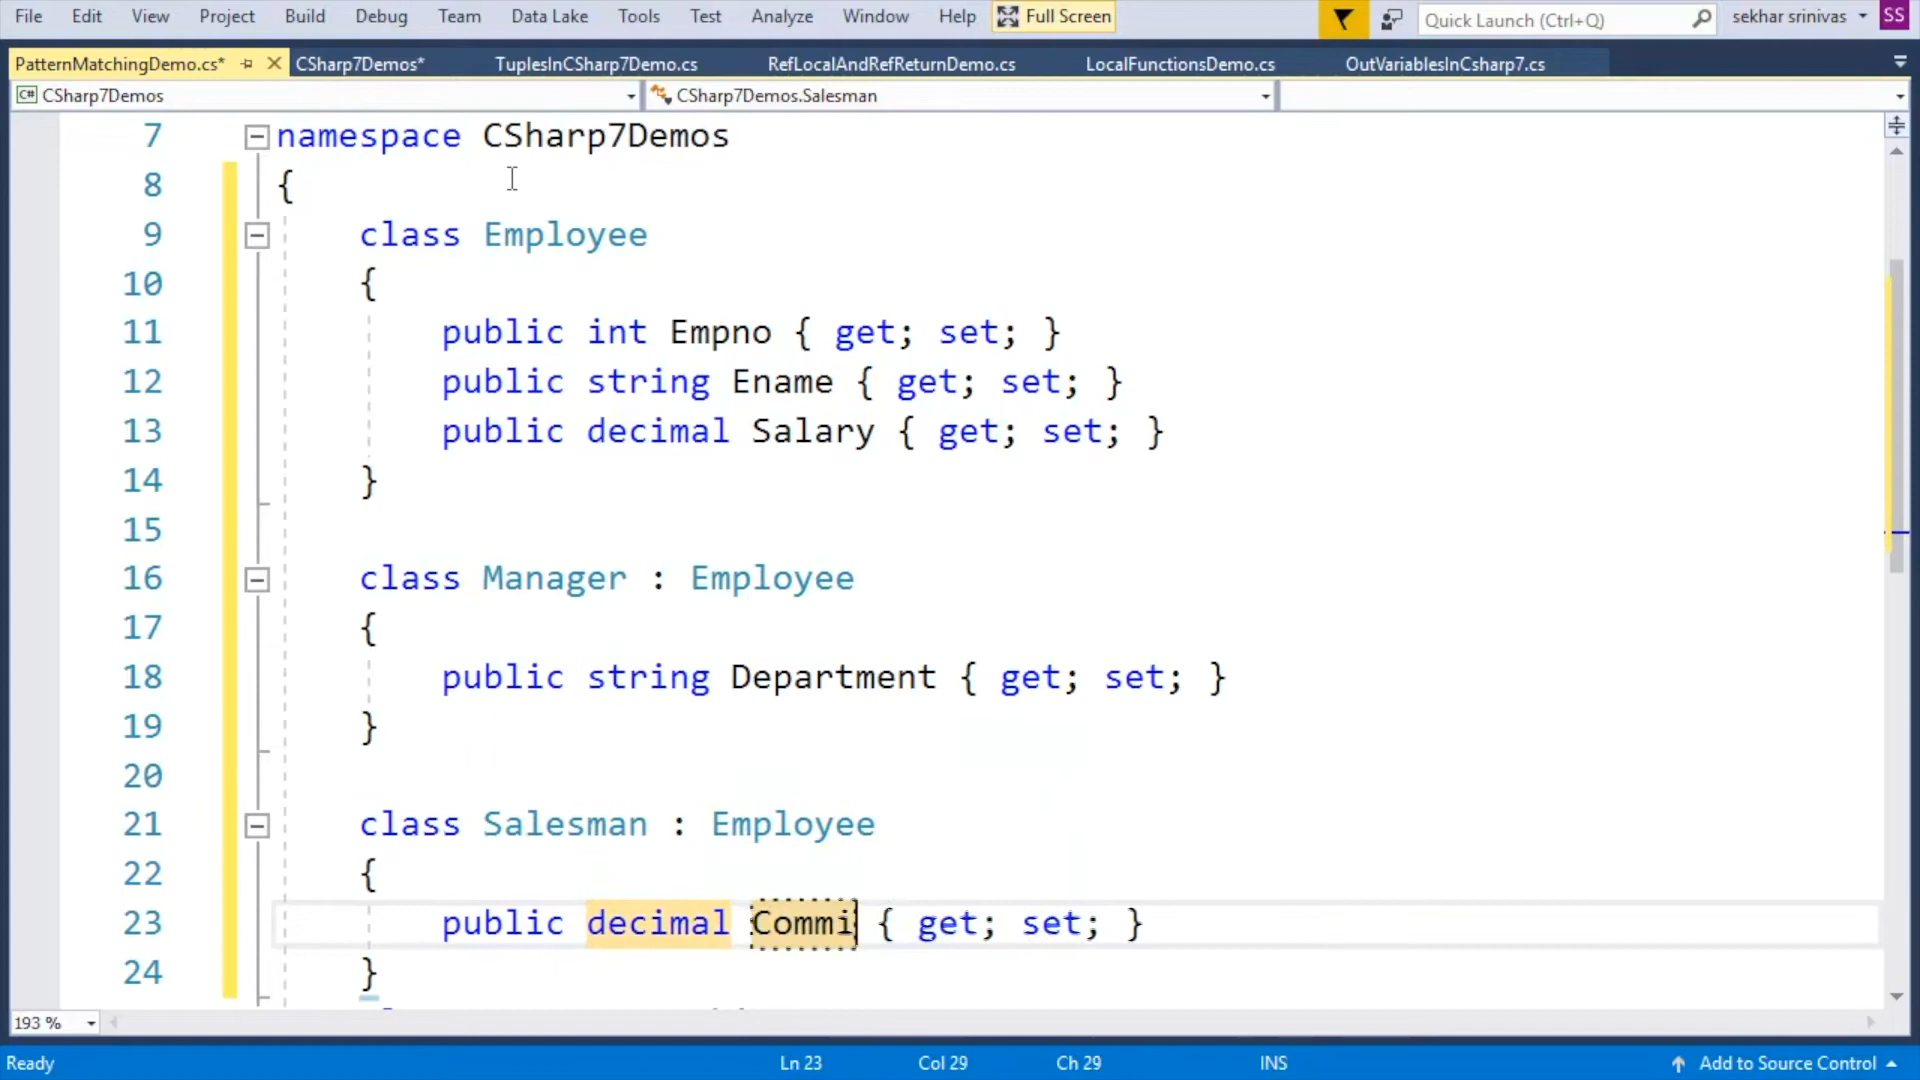 File Edit View Project Build Debug Team Data Lake Tools Test Analyze Window Help Full Screen Quick Launch (Ctrl+Q) sekhar srinivas SS
PatternMatchingDemo.cs* CSharp7Demos* TuplesInCSharp7Demo.cs RefLocalAndRefReturnDemo.cs LocalFunctionsDemo.cs OutVariablesInCsharp7.cs
C# CSharp7Demos CSharp7Demos.Salesman
7 namespace CSharp7Demos
8 {
9 class Employee
10 {
11 public int Empno { get; set; }
12 public string Ename { get; set; }
13 public decimal Salary { get; set; }
14 }
15
16 class Manager : Employee
17 {
18 public string Department { get; set; }
19 }
20
21 class Salesman : Employee
22 {
23 public decimal Commi { get; set; }
24 }
193 %
Ready Ln 23 Col 29 Ch 29 INS Add to Source Control